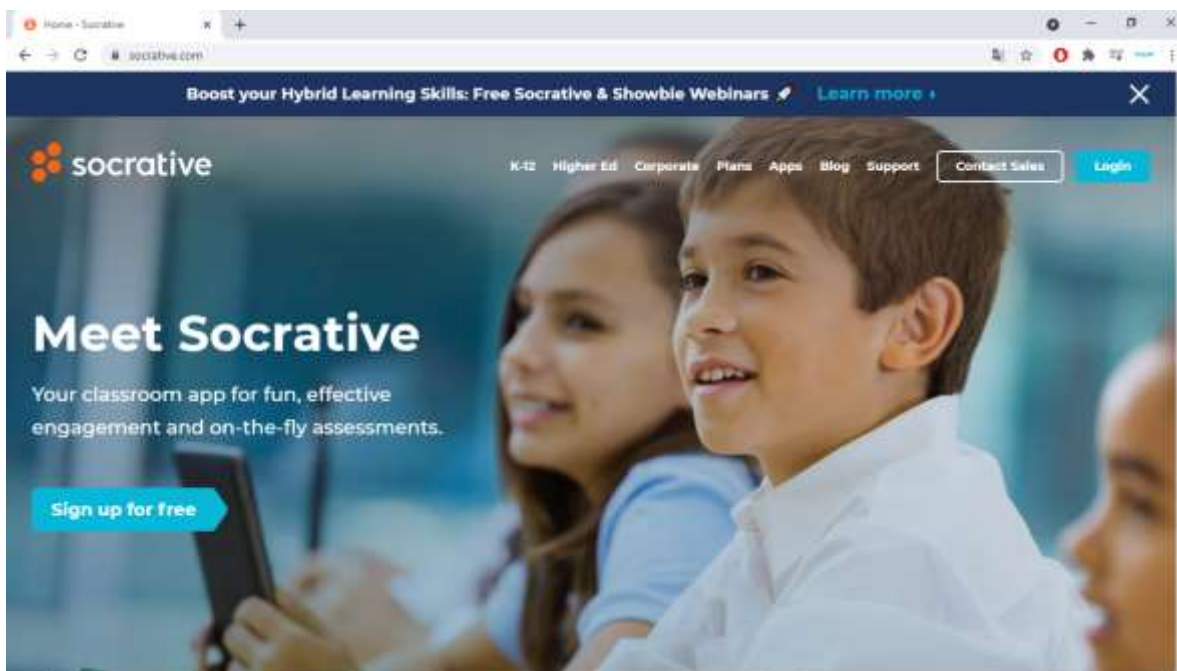 Home - Socrative
socrative.com
Boost your Hybrid Learning Skills: Free Socrative & Showbie Webinars 🚀 Learn more ›
socrative
K-12 Higher Ed Corporate Plans Apps Blog Support Contact Sales Login
Meet Socrative
Your classroom app for fun, effective
engagement and on-the-fly assessments.
Sign up for free